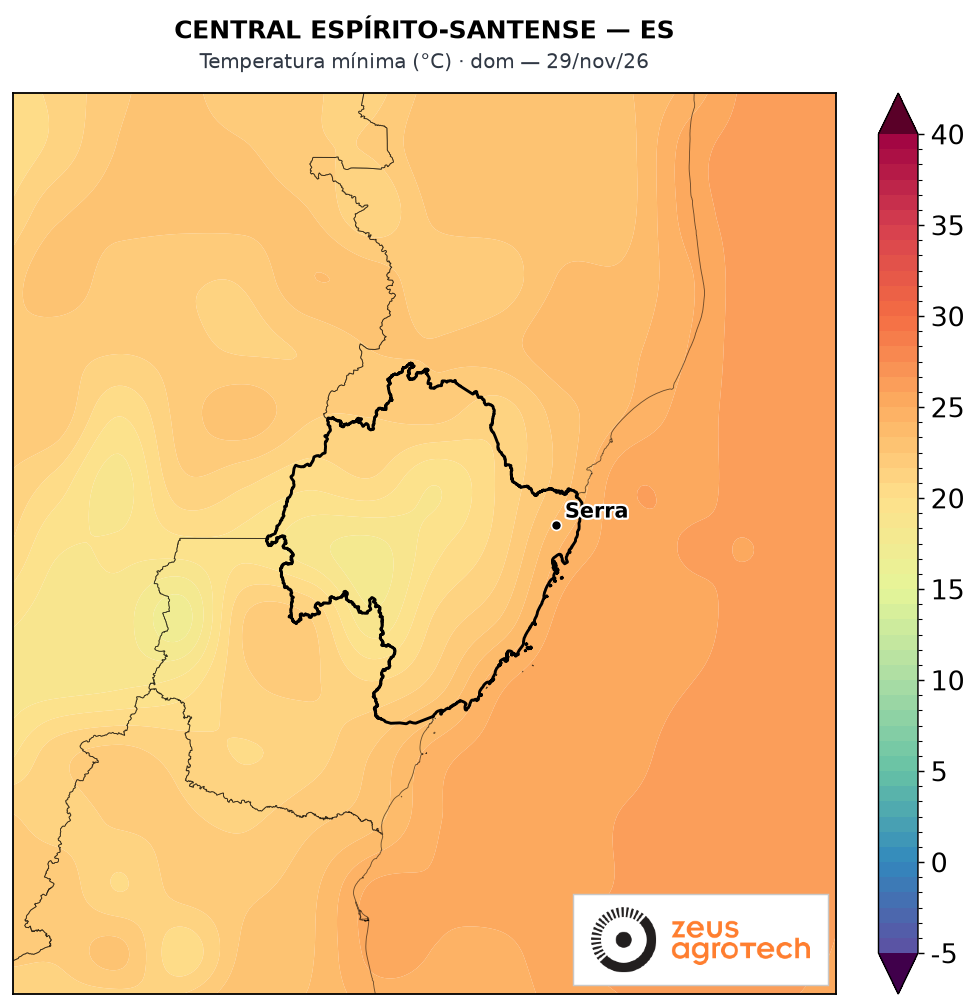 CENTRAL ESPÍRITO-SANTENSE — ES
Temperatura mínima (°C) · dom — 29/nov/26
40
35
30
25
20
15
10
5
0
-5
Serra
zeus
agrotech